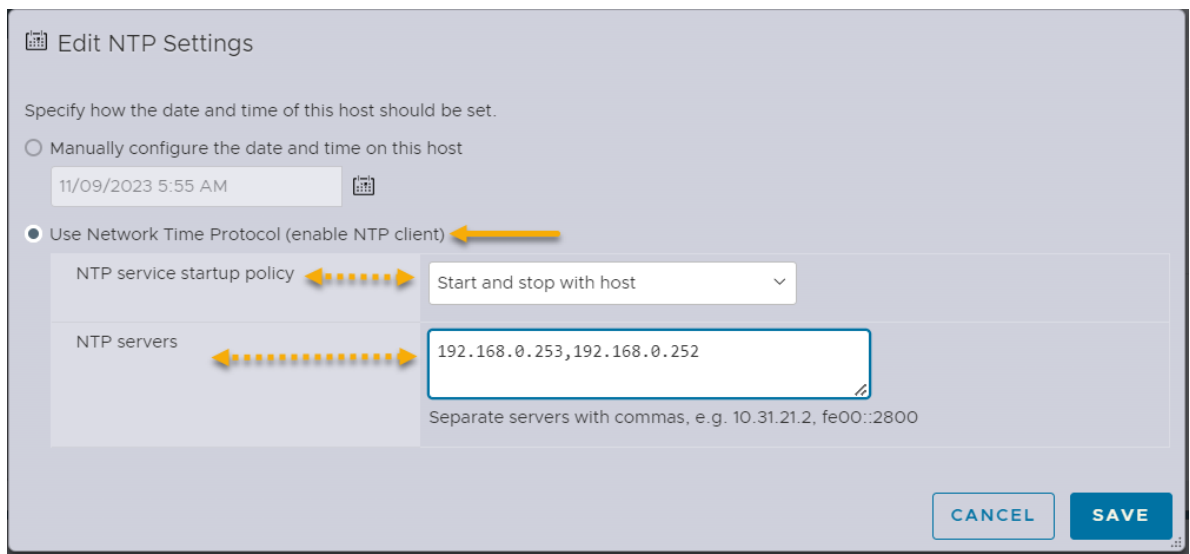 Edit NTP Settings
Specify how the date and time of this host should be set.
Manually configure the date and time on this host
11/09/2023 5:55 AM
Use Network Time Protocol (enable NTP client)
NTP service startup policy
Start and stop with host
NTP servers
192.168.0.253,192.168.0.252
Separate servers with commas, e.g. 10.31.21.2, fe00::2800
CANCEL SAVE